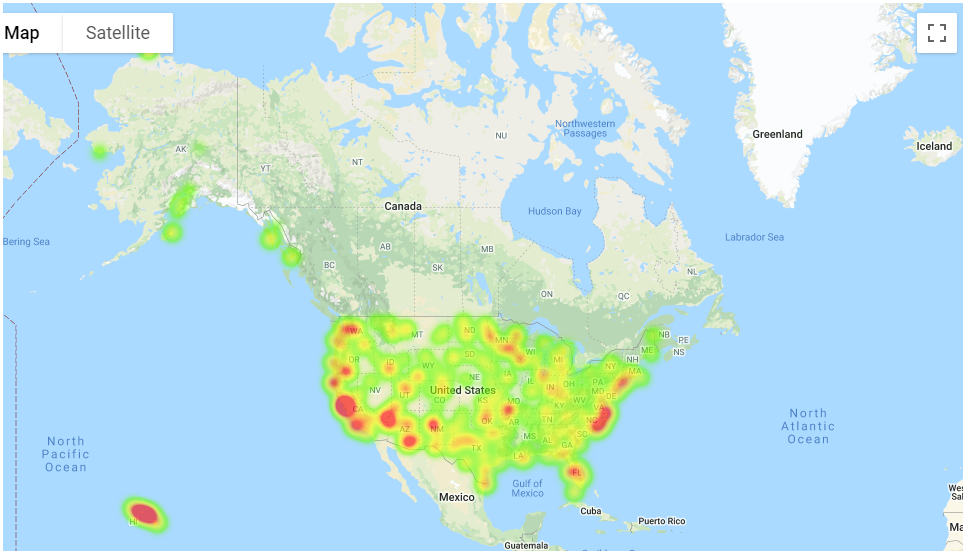 Map
Satellite
Greenland
Iceland
Northwestern
Passages
NU
AK
YT
NT
Canada
Hudson Bay
Bering Sea
Labrador Sea
BC
AB
SK
MB
ON
QC
NL
NB
PE
NS
WA
MT
ND
MN
WI
MI
NY
NH
ME
MA
OR
ID
WY
SD
IA
NE
IL
IN
OH
PA
MD
DE
NV
UT
CO
United States
KS
MO
KY
WV
VA
CA
AZ
NM
OK
AR
TN
NC
SC
MS
AL
GA
TX
LA
FL
North
Pacific
Ocean
North
Atlantic
Ocean
Gulf of
Mexico
Mexico
Cuba
Puerto Rico
Guatemala
HI
Wes
Sal
Ma